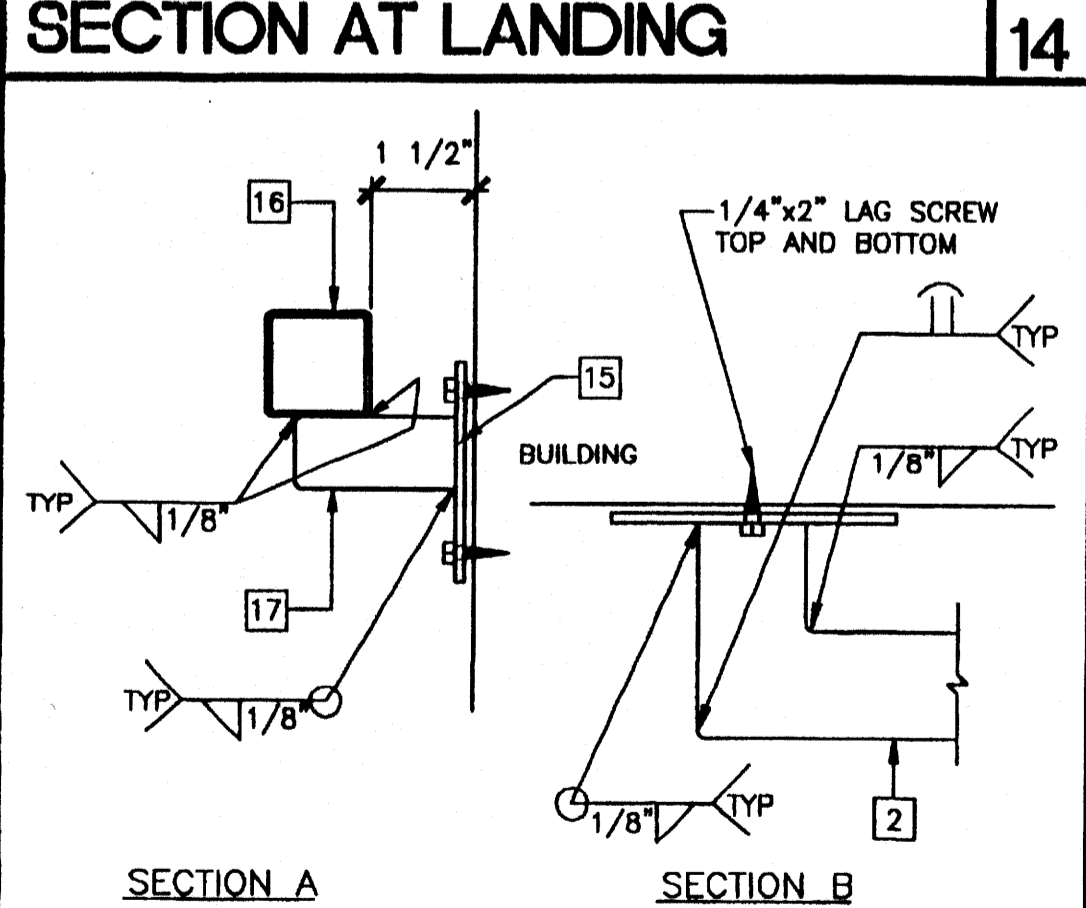 SECTION AT LANDING
14
1 1/2"
16
1/4"x2" LAG SCREW
TOP AND BOTTOM
TYP
15
TYP
1/8"
BUILDING
TYP
1/8"
17
TYP
1/8"
1/8"
TYP
2
SECTION A
SECTION B